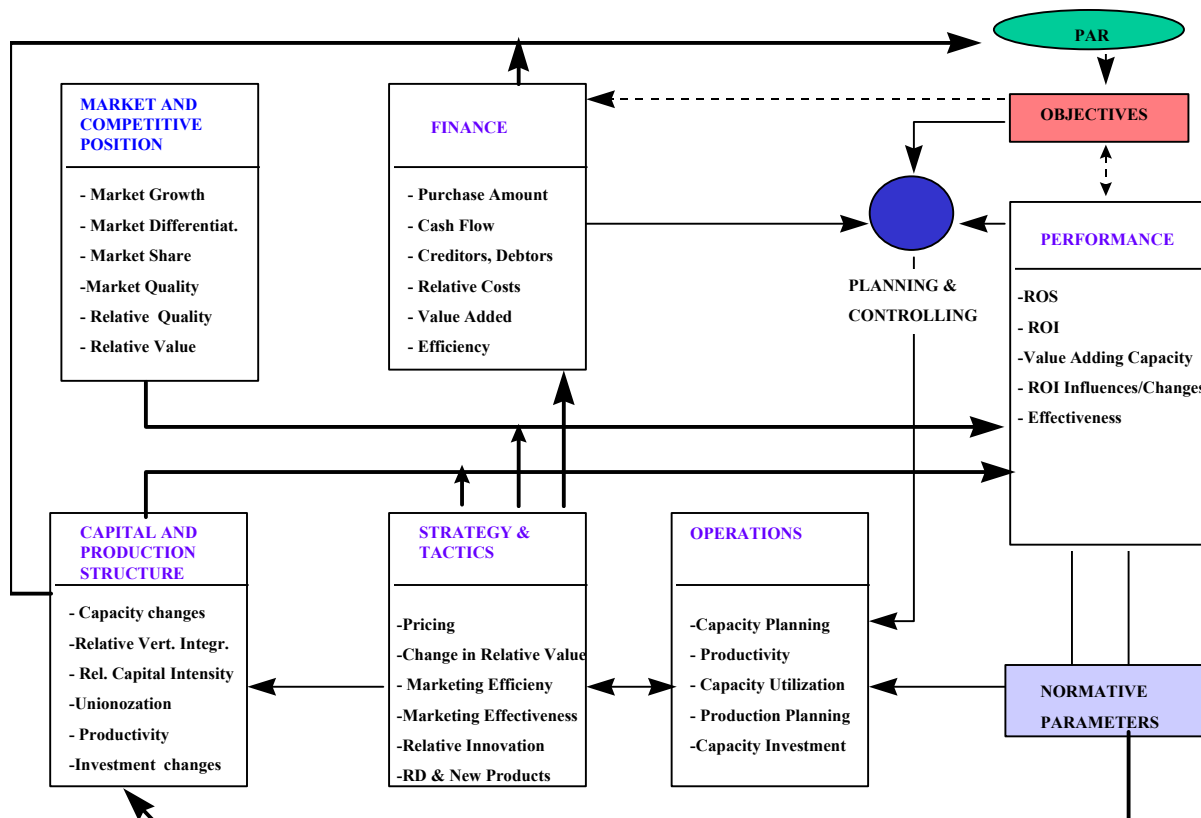 PAR
OBJECTIVES
MARKET AND
COMPETITIVE
POSITION
- Market Growth
- Market Differentiat.
- Market Share
-Market Quality
- Relative Quality
- Relative Value
FINANCE
- Purchase Amount
- Cash Flow
- Creditors, Debtors
- Relative Costs
- Value Added
- Efficiency
PLANNING &
CONTROLLING
PERFORMANCE
-ROS
- ROI
-Value Adding Capacity
- ROI Influences/Changes
- Effectiveness
CAPITAL AND
PRODUCTION
STRUCTURE
- Capacity changes
-Relative Vert. Integr.
- Rel. Capital Intensity
-Unionozation
- Productivity
-Investment changes
STRATEGY &
TACTICS
-Pricing
-Change in Relative Value
- Marketing Efficieny
-Marketing Effectiveness
-Relative Innovation
-RD & New Products
OPERATIONS
-Capacity Planning
- Productivity
- Capacity Utilization
- Production Planning
-Capacity Investment
NORMATIVE
PARAMETERS